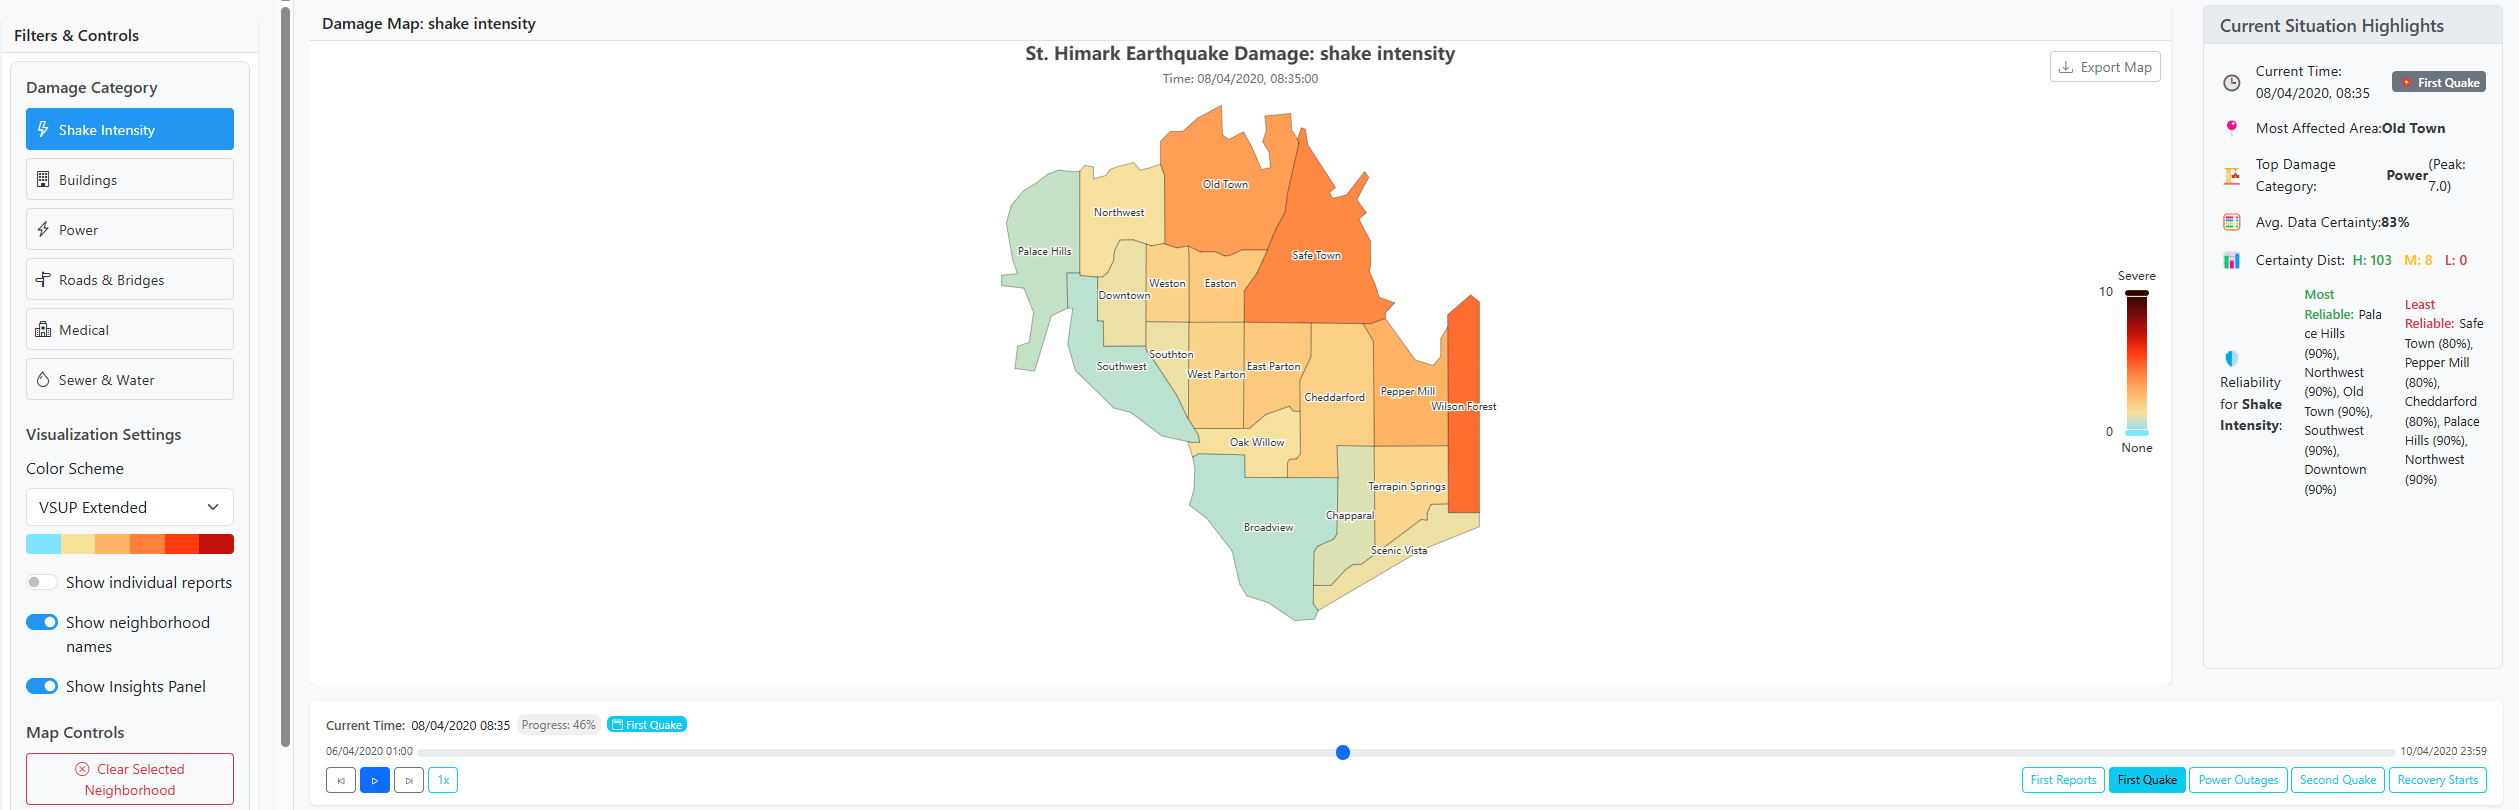 Filters & Controls
Damage Category
Shake Intensity
Buildings
Power
Roads & Bridges
Medical
Sewer & Water
Visualization Settings
Color Scheme
VSUP Extended
Show individual reports
Show neighborhood
names
Show Insights Panel
Map Controls
Clear Selected
Neighborhood
Damage Map: shake intensity
St. Himark Earthquake Damage: shake intensity
Time: 08/04/2020, 08:35:00
Export Map
Old Town
Northwest
Palace Hills
Safe Town
Weston
Easton
Downtown
Southton
Southwest
West Parton
East Parton
Cheddarford
Pepper Mill
Wilson Forest
Oak Willow
Terrapin Springs
Chapparal
Broadview
Scenic Vista
Severe
10
0
None
Current Situation Highlights
Current Time:
08/04/2020, 08:35
First Quake
Most Affected Area:Old Town
Top Damage
Category:
Power
(Peak:
7.0)
Avg. Data Certainty:83%
Certainty Dist: H: 103 M: 8 L: 0
Reliability
for Shake
Intensity:
Most
Reliable: Pala
ce Hills
(90%),
Northwest
(90%), Old
Town (90%),
Southwest
(90%),
Downtown
(90%)
Least
Reliable: Safe
Town (80%),
Pepper Mill
(80%),
Cheddarford
(80%), Palace
Hills (90%),
Northwest
(90%)
Current Time: 08/04/2020 08:35 Progress: 46% First Quake
06/04/2020 01:00
10/04/2020 23:59
1x
First Reports
First Quake
Power Outages
Second Quake
Recovery Starts